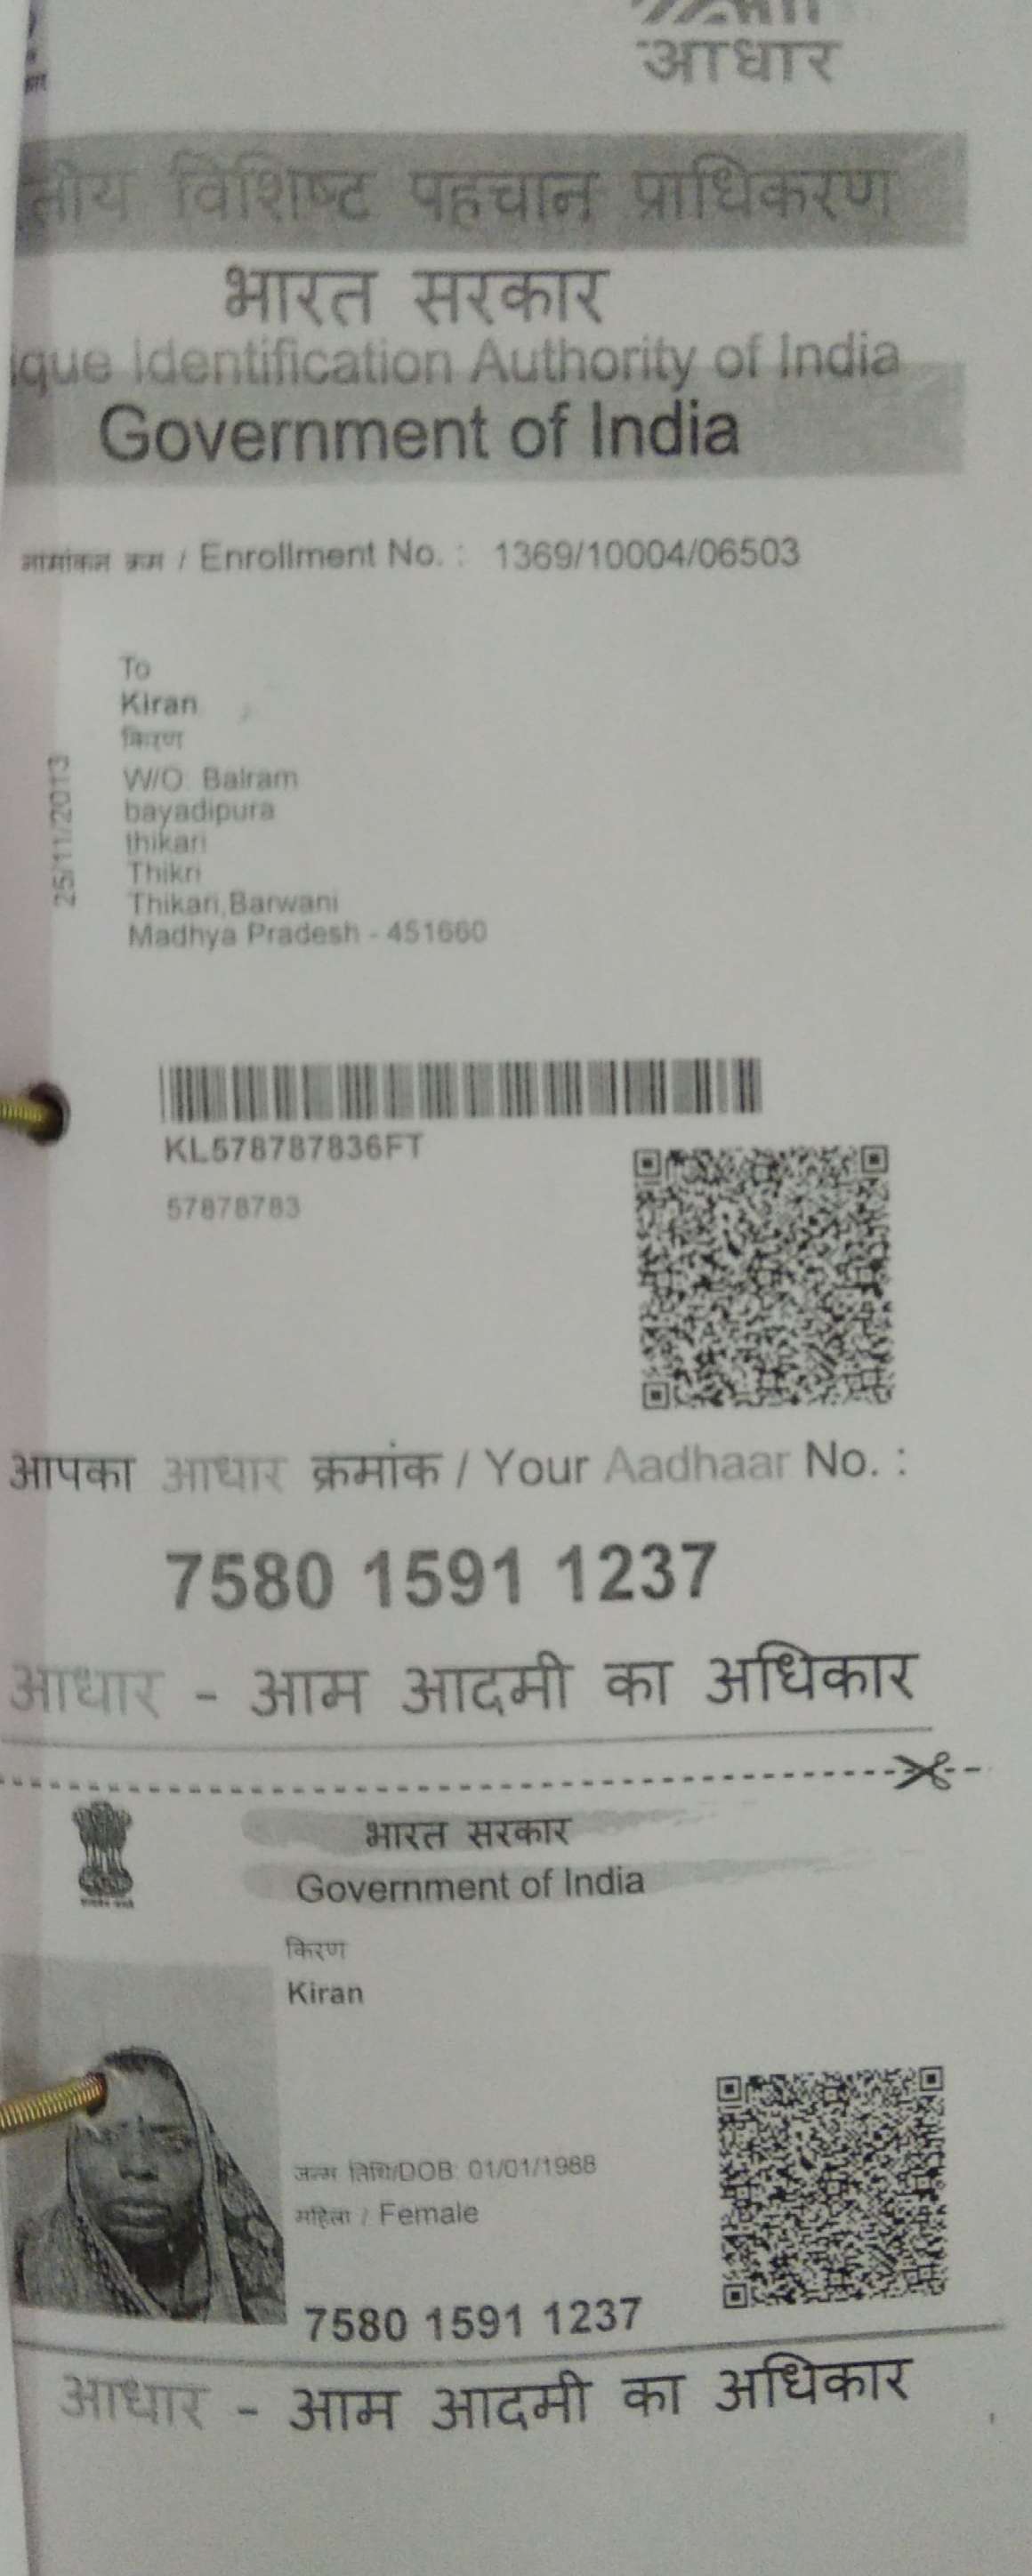 आधार
विशिष्ट पहचान प्राधिकरण
भारत सरकार
ique Identification Authority of India
Government of India
नामांकन क्रम / Enrollment No. : 1369/10004/06503
To
Kiran
किरण
W/O: Balram
bayadipura
thikari
Thikri
Thikari,Barwani
Madhya Pradesh - 451660
25/11/2013
KL578787836FT
57878783
आपका आधार क्रमांक / Your Aadhaar No. :
7580 1591 1237
आधार - आम आदमी का अधिकार
भारत सरकार
Government of India
किरण
Kiran
जन्म तिथि/DOB: 01/01/1988
महिला / Female
7580 1591 1237
आधार - आम आदमी का अधिकार